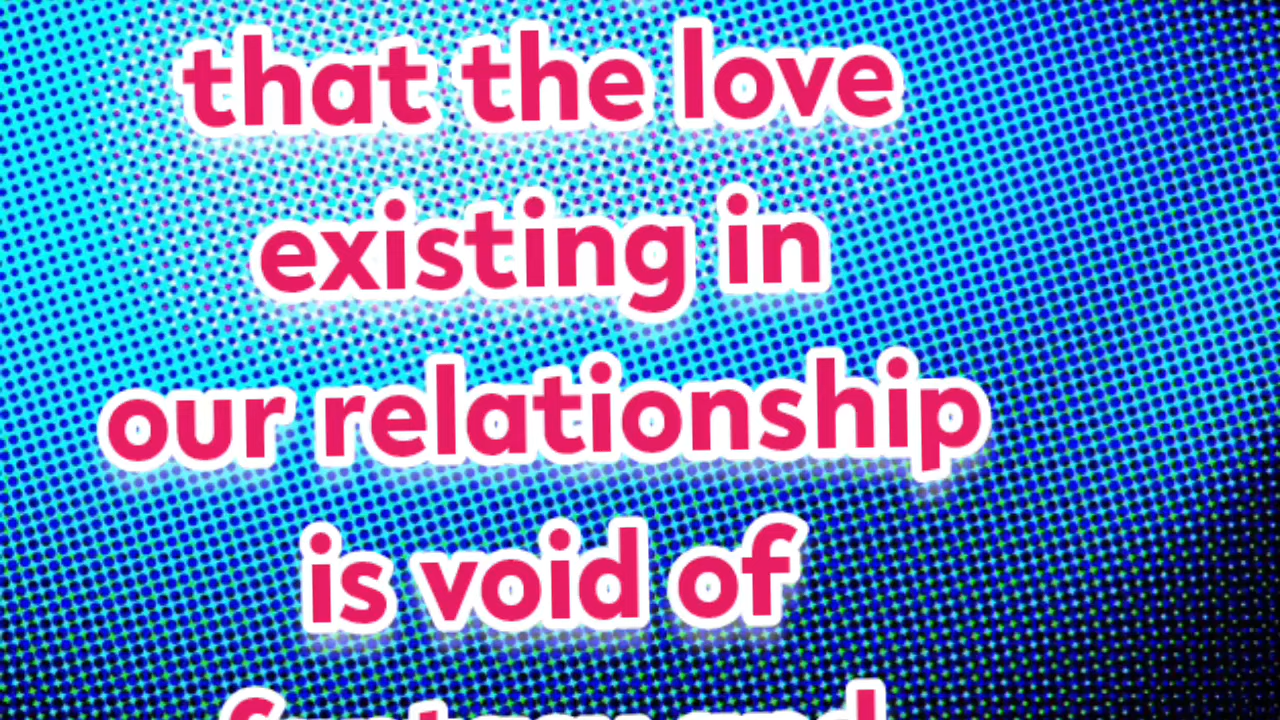 that the love
existing in
our relationship
is void of